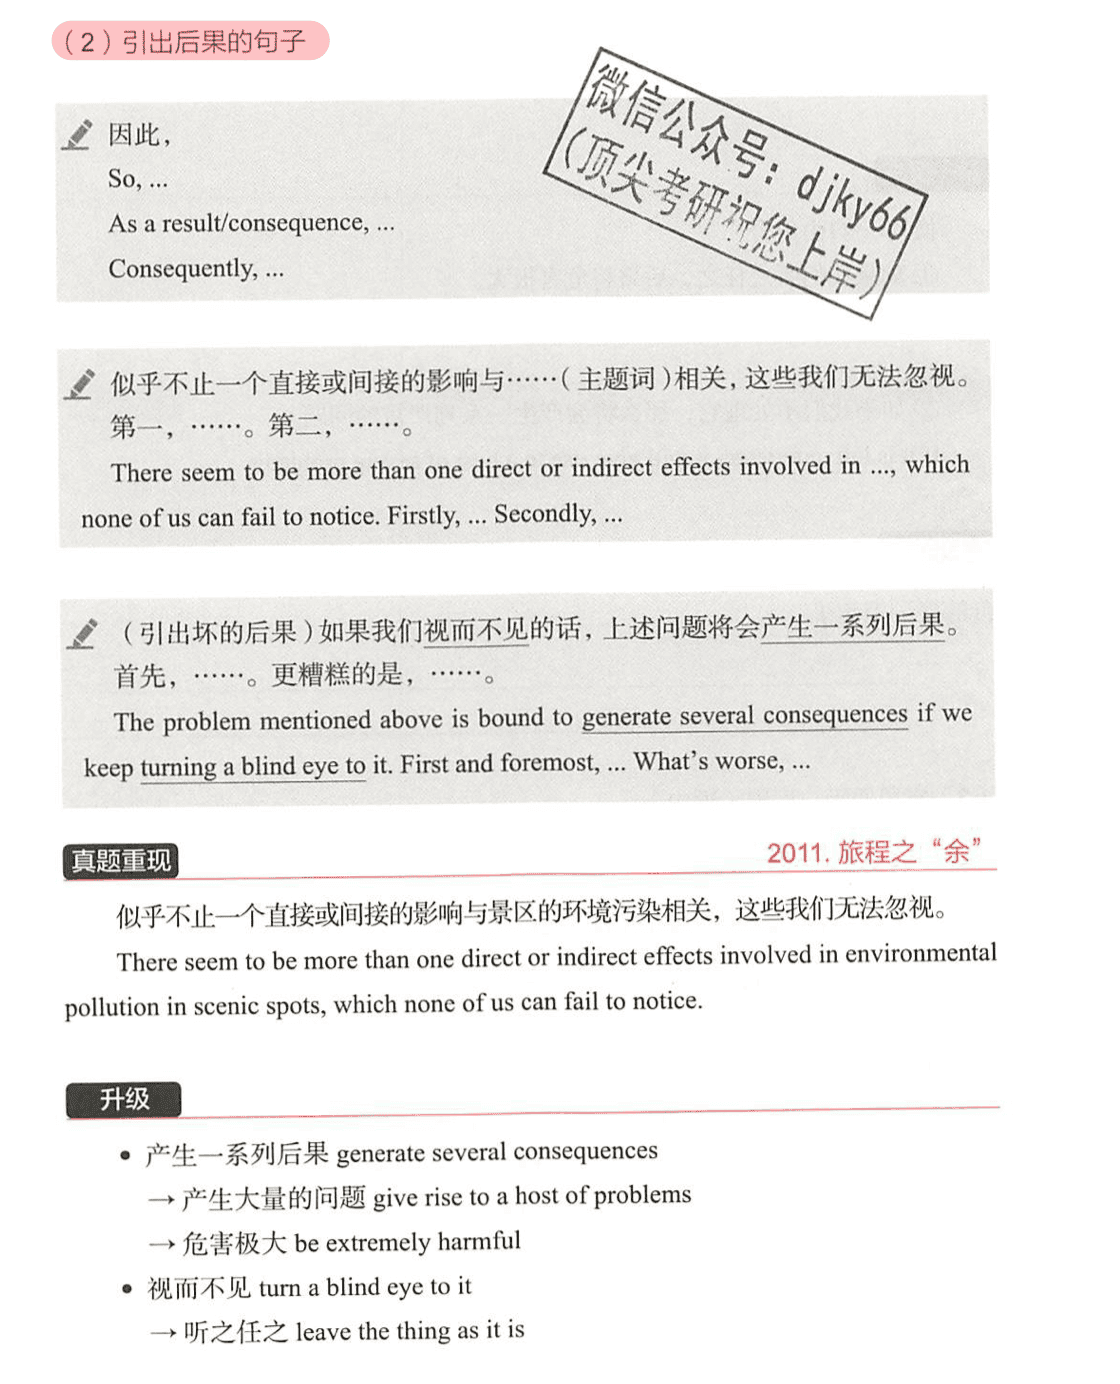 （2）引出后果的句子
微信公众号：djky66
（顶尖考研祝您上岸）
因此，
So, ...
As a result/consequence, ...
Consequently, ...
似乎不止一个直接或间接的影响与……（主题词）相关，这些我们无法忽视。
第一，……。第二，……。
There seem to be more than one direct or indirect effects involved in ..., which
none of us can fail to notice. Firstly, ... Secondly, ...
（引出坏的后果）如果我们视而不见的话，上述问题将会产生一系列后果。
首先，……。更糟糕的是，……。
The problem mentioned above is bound to generate several consequences if we
keep turning a blind eye to it. First and foremost, ... What's worse, ...
真题重现
2011. 旅程之“余”
似乎不止一个直接或间接的影响与景区的环境污染相关，这些我们无法忽视。
There seem to be more than one direct or indirect effects involved in environmental
pollution in scenic spots, which none of us can fail to notice.
升级
• 产生一系列后果 generate several consequences
→ 产生大量的问题 give rise to a host of problems
→ 危害极大 be extremely harmful
• 视而不见 turn a blind eye to it
→ 听之任之 leave the thing as it is